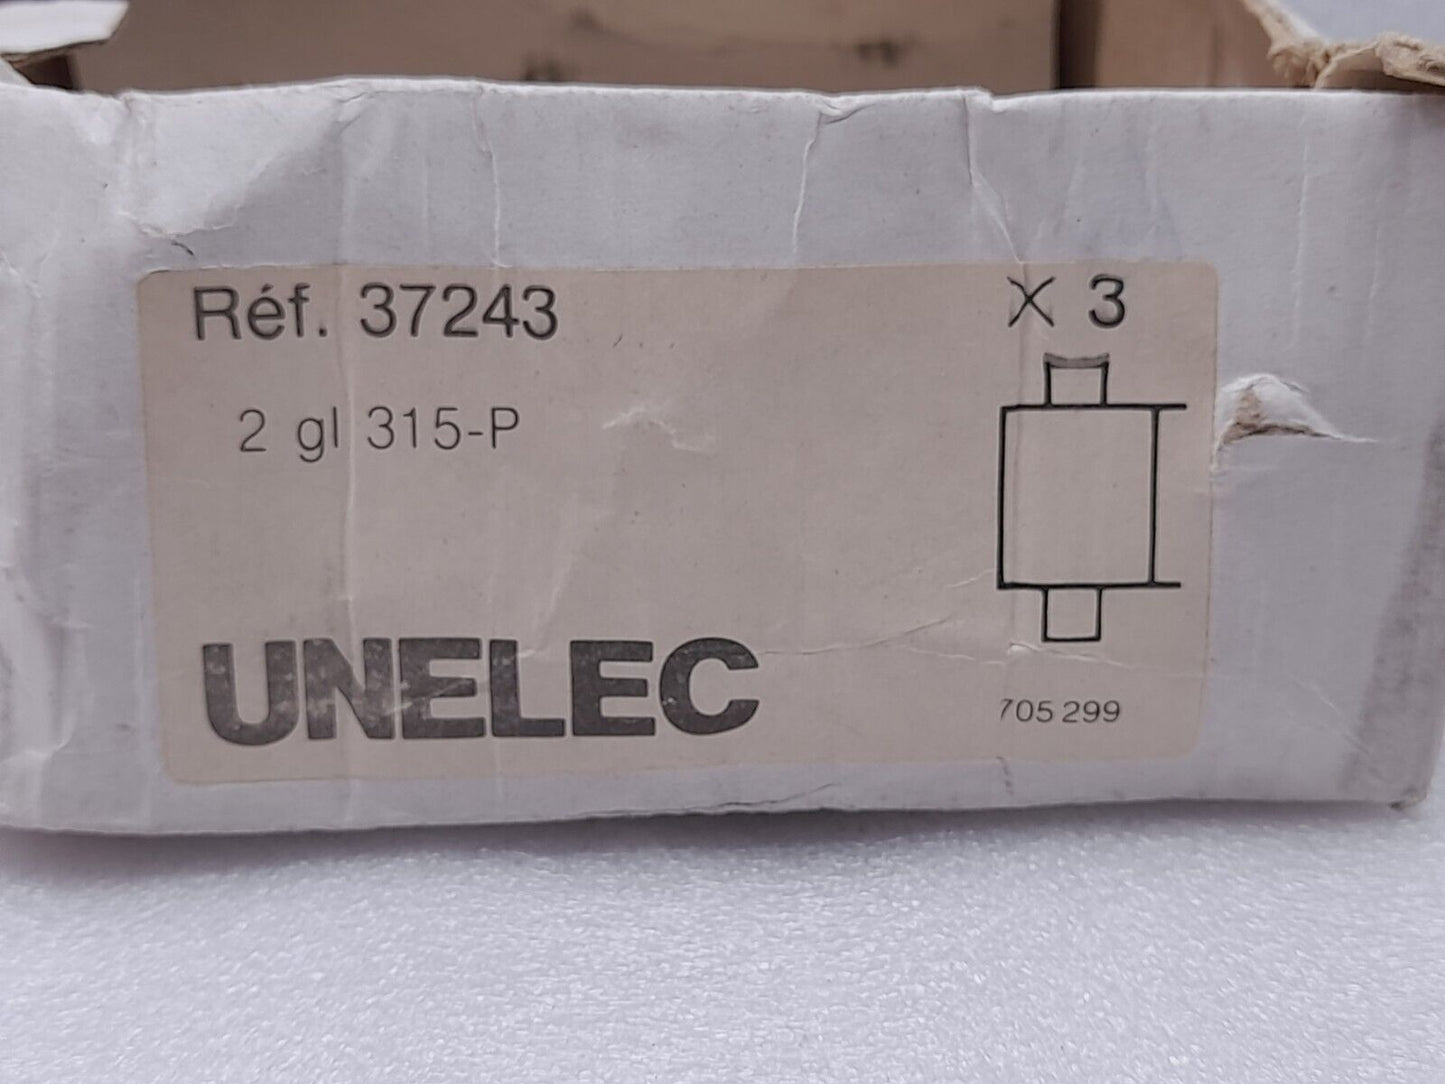 Réf. 37243
X 3
2 gl 315-P
UNELEC
705 299